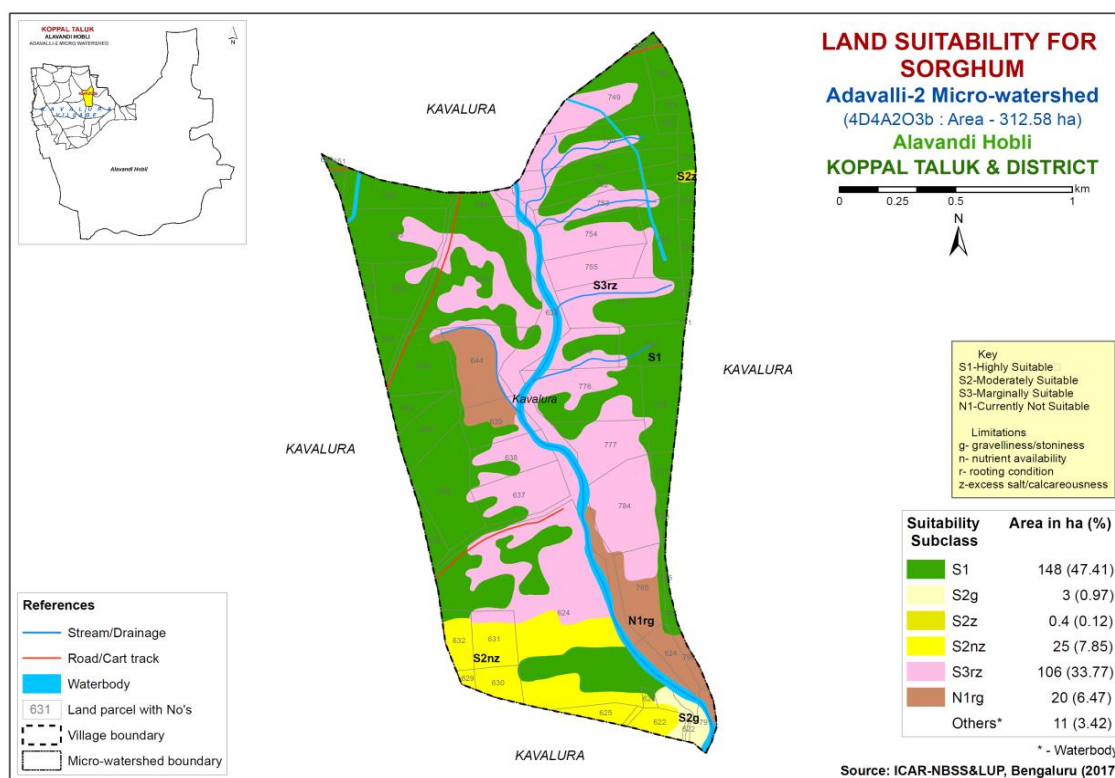 KOPPAL TALUK
ALAVANDI HOBLI
ADAVALLI-2 MICRO WATERSHED
N
KAVALURA
VILLAGE
Alavandi Hobli
LAND SUITABILITY FOR
SORGHUM
Adavalli-2 Micro-watershed
(4D4A2O3b : Area - 312.58 ha)
Alavandi Hobli
KOPPAL TALUK & DISTRICT
km
0 0.25 0.5 1
N
KAVALURA
749
S2z
753
754
755
S3rz
S1
644
776
Kavalura
639
KAVALURA
KAVALURA
638
777
637
784
785
624
N1rg
632
631
S2nz
624
629
630
625
622
S2g
622
KAVALURA
Key
S1-Highly Suitable
S2-Moderately Suitable
S3-Marginally Suitable
N1-Currently Not Suitable
Limitations
g- gravelliness/stoniness
n- nutrient availability
r- rooting condition
z-excess salt/calcareousness
Suitability Subclass Area in ha (%)
S1 148 (47.41)
S2g 3 (0.97)
S2z 0.4 (0.12)
S2nz 25 (7.85)
S3rz 106 (33.77)
N1rg 20 (6.47)
Others* 11 (3.42)
* - Waterbody
Source: ICAR-NBSS&LUP, Bengaluru (2017
References
Stream/Drainage
Road/Cart track
Waterbody
631 Land parcel with No's
Village boundary
Micro-watershed boundary